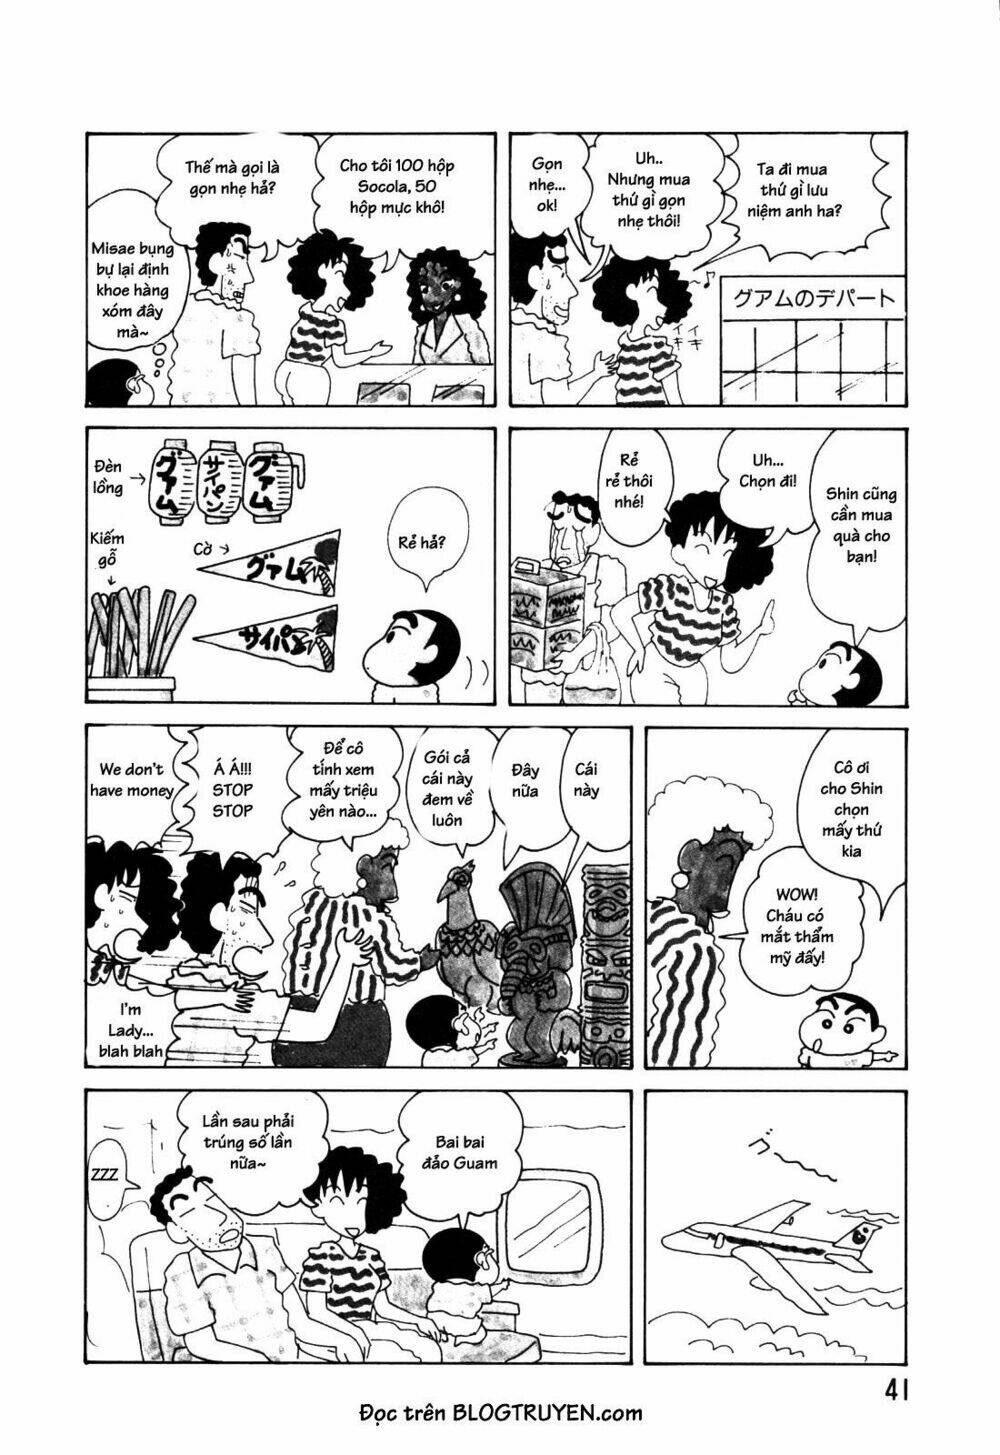 Ta đi mua
thứ gì lưu
niệm anh ha?
Uh..
Nhưng mua
thứ gì gọn
nhẹ thôi!
Gọn
nhẹ...
ok!
グアムのデパート
イイ
キキ
Cho tôi 100 hộp
Socola, 50
hộp mực khô!
Thế mà gọi là
gọn nhẹ hả?
Misae bụng
bự lại định
khoe hàng
xóm đây
mà~
Shin cũng
cần mua
quà cho
bạn!
Uh...
Chọn đi!
Rẻ
rẻ thôi
nhé!
Rẻ hả?
Đèn
lồng
グアム
サイパン
グアム
Cờ
グアム
サイパン
Kiếm
gỗ
Cô ơi
cho Shin
chọn
mấy thứ
kia
WOW!
Cháu có
mắt thẩm
mỹ đấy!
Cái
này
Đây
nữa
Gói cả
cái này
đem về
luôn
Để cô
tính xem
mấy triệu
yên nào...
Á Á!!!
STOP
STOP
We don't
have money
I'm
Lady...
blah blah
グー
Bai bai
đảo Guam
Lần sau phải
trúng số lần
nữa~
ZZZ
41
Đọc trên BLOGTRUYEN.com